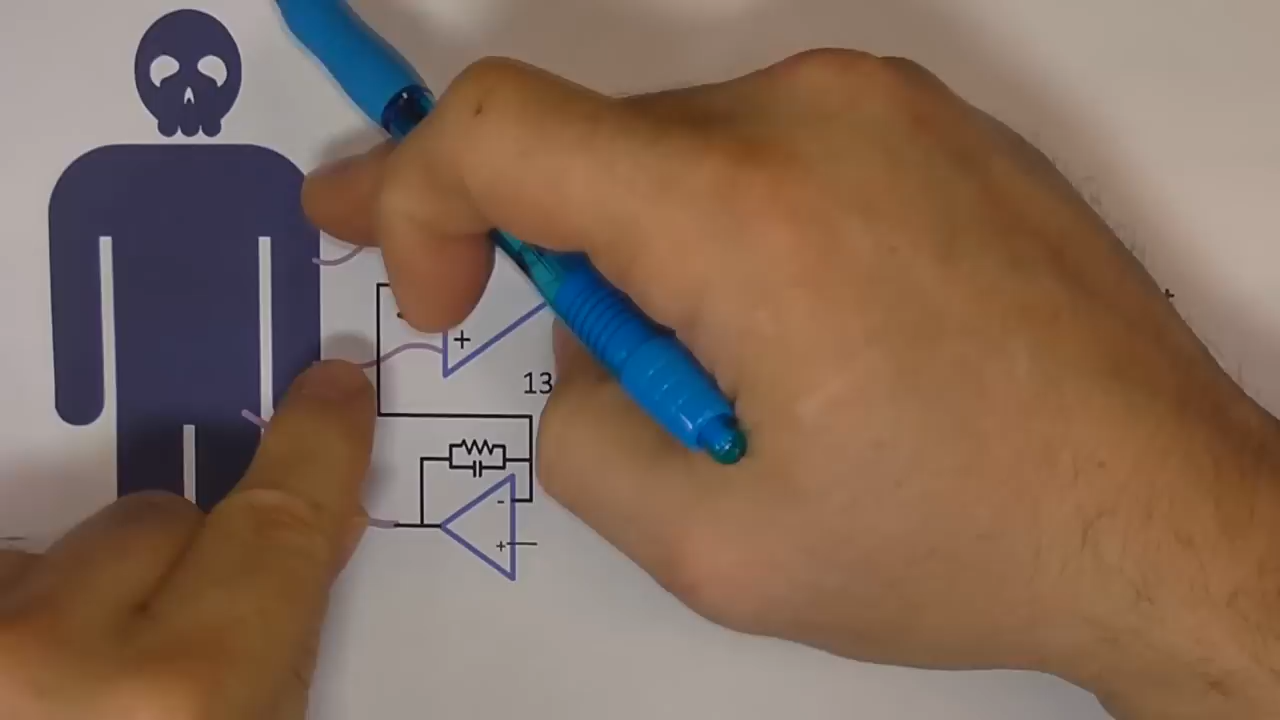 +
13
-
+